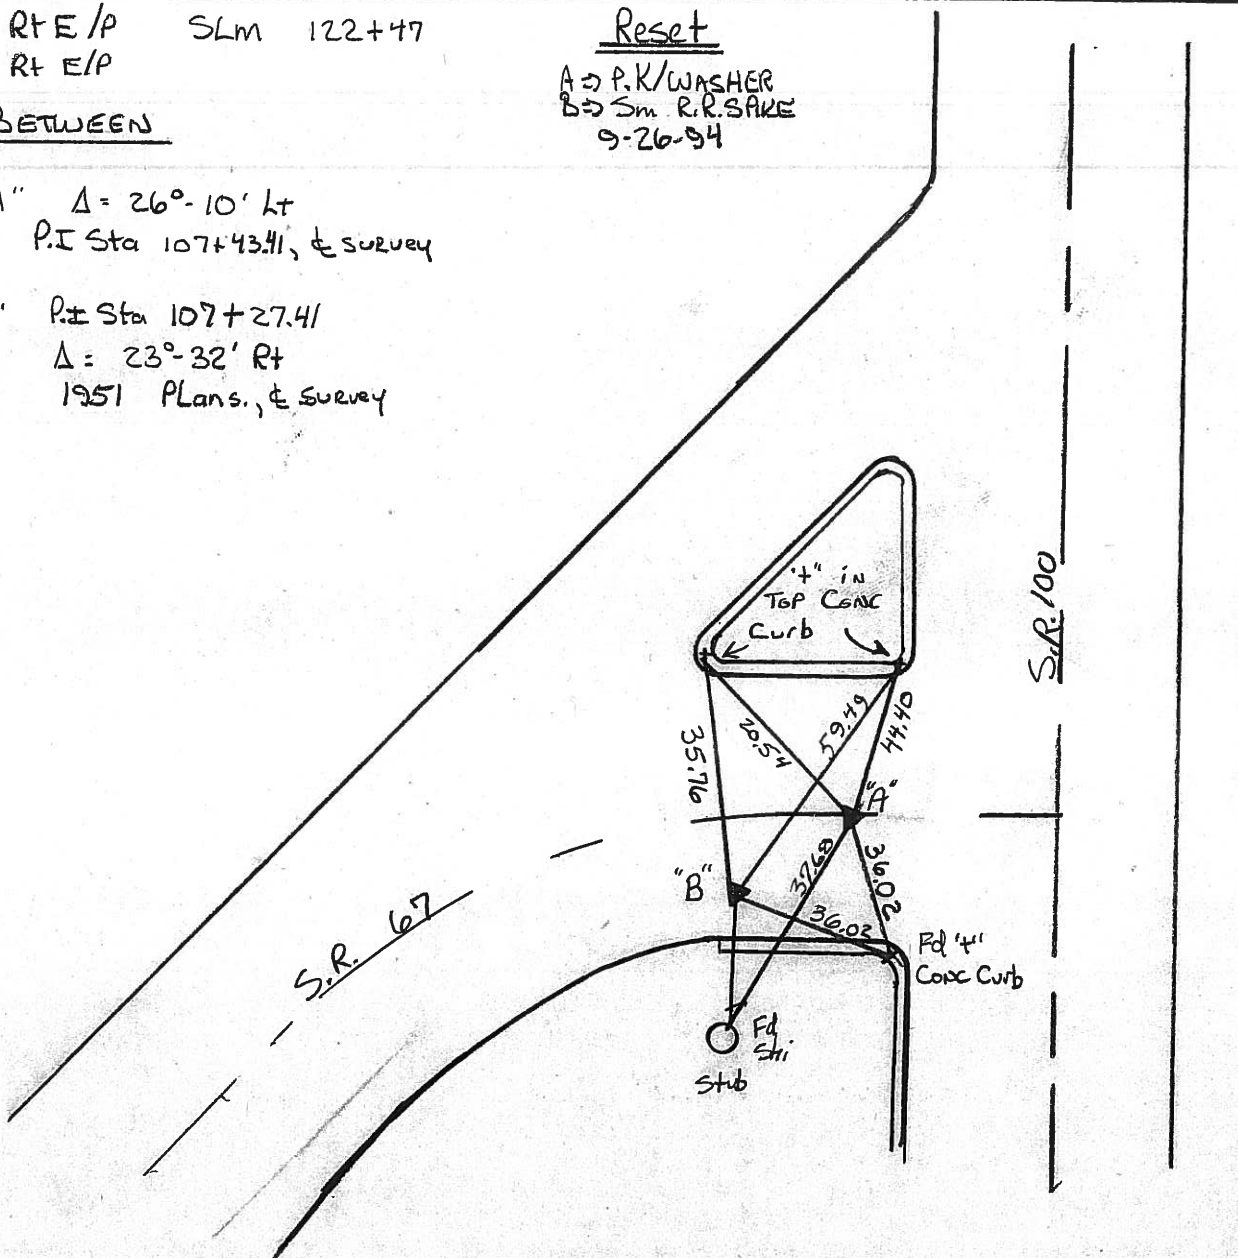 Rt E/P SLm 122+47
Rt E/P
BETWEEN
A" Δ = 26°-10' Lt
P.I Sta 107+43.41, ℄ SURVEY
" P.I Sta 107+27.41
Δ = 23°-32' Rt
1951 PLans., ℄ SURVEY
Reset
A => P.K/WASHER
B => Sm R.R. SPIKE
9-26-94
"+" in
TOP CONC
Curb
S.R. 100
35.76
20.54
59.49
44.40
"A"
"B"
37.68
36.02
36.02
S.R. 67
Fd "+"
CONC Curb
Fd
Stub